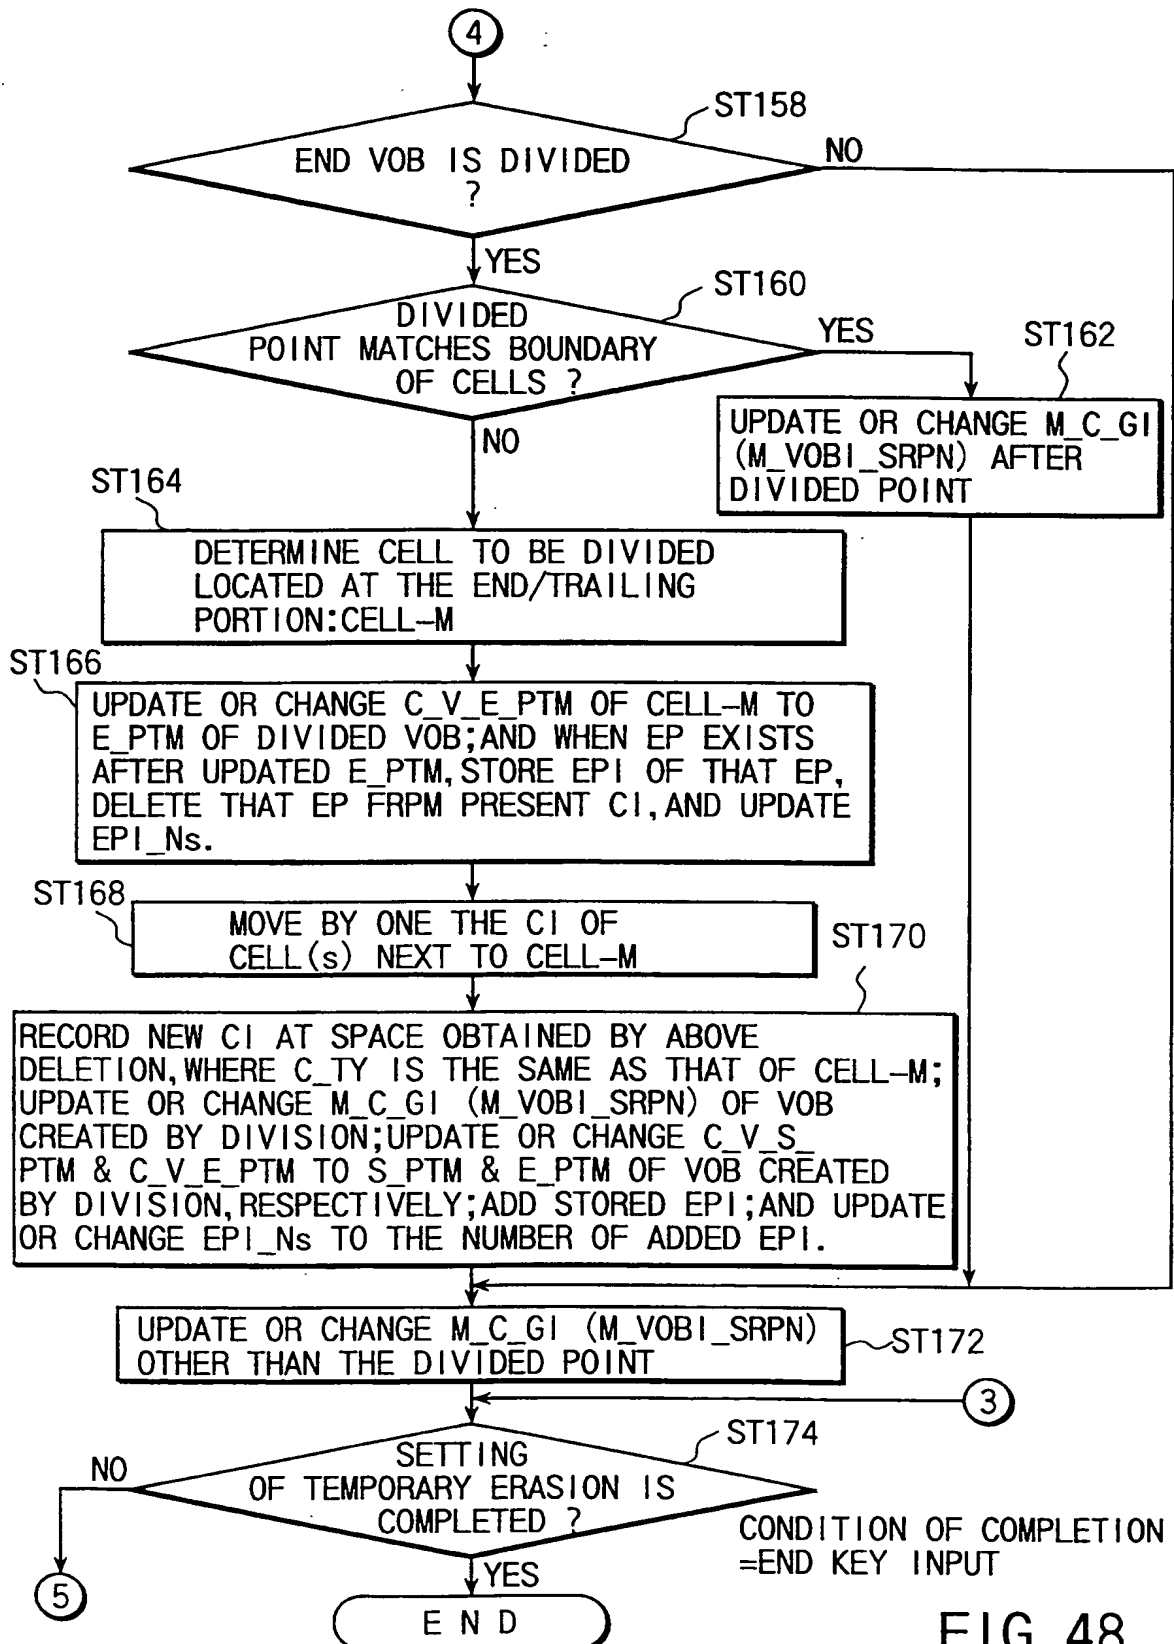 4
ST158
END VOB IS DIVIDED
?
NO
YES
ST160
DIVIDED
POINT MATCHES BOUNDARY
OF CELLS ?
YES
NO
ST162
UPDATE OR CHANGE M_C_GI
(M_VOBI_SRPN) AFTER
DIVIDED POINT
ST164
DETERMINE CELL TO BE DIVIDED
LOCATED AT THE END/TRAILING
PORTION:CELL-M
ST166
UPDATE OR CHANGE C_V_E_PTM OF CELL-M TO
E_PTM OF DIVIDED VOB;AND WHEN EP EXISTS
AFTER UPDATED E_PTM,STORE EPI OF THAT EP,
DELETE THAT EP FRPM PRESENT CI,AND UPDATE
EPI_Ns.
ST168
MOVE BY ONE THE CI OF
CELL(s) NEXT TO CELL-M
ST170
RECORD NEW CI AT SPACE OBTAINED BY ABOVE
DELETION,WHERE C_TY IS THE SAME AS THAT OF CELL-M;
UPDATE OR CHANGE M_C_GI (M_VOBI_SRPN) OF VOB
CREATED BY DIVISION;UPDATE OR CHANGE C_V_S_
PTM & C_V_E_PTM TO S_PTM & E_PTM OF VOB CREATED
BY DIVISION,RESPECTIVELY;ADD STORED EPI;AND UPDATE
OR CHANGE EPI_Ns TO THE NUMBER OF ADDED EPI.
UPDATE OR CHANGE M_C_GI (M_VOBI_SRPN)
OTHER THAN THE DIVIDED POINT
ST172
3
ST174
SETTING
OF TEMPORARY ERASION IS
COMPLETED ?
NO
5
YES
CONDITION OF COMPLETION
=END KEY INPUT
END
FIG. 48